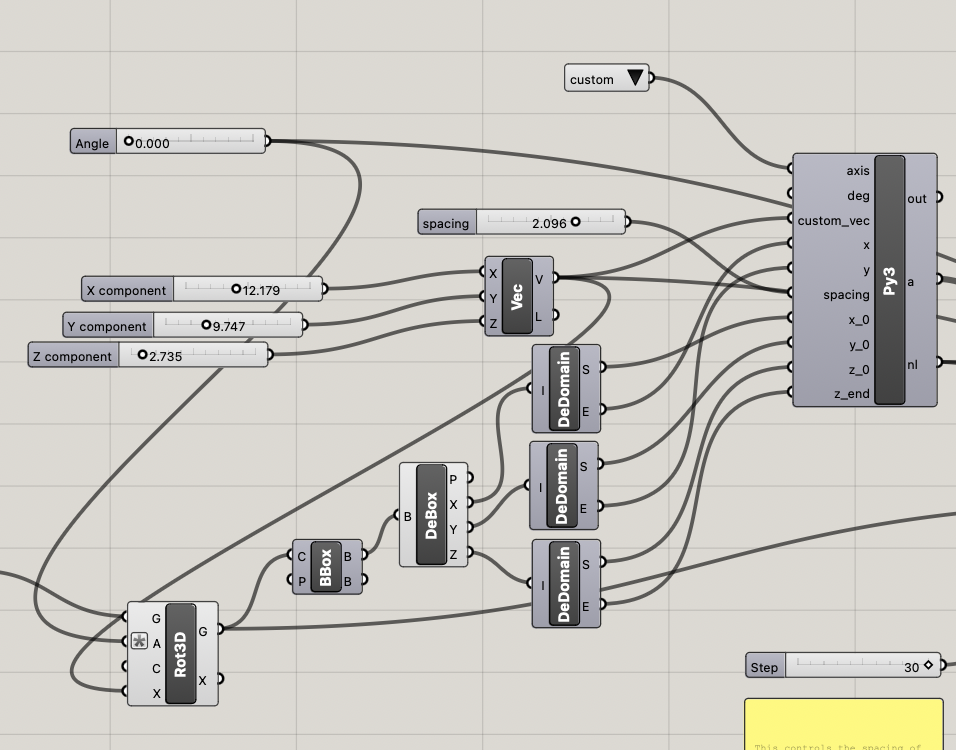 custom
Angle
0.000
axis
deg
out
custom_vec
spacing
2.096
x
y
Py3
a
X component
12.179
X
V
Vec
Y
spacing
Y component
9.747
Z
L
x_0
Z component
2.735
y_0
nl
z_0
z_end
I
DeDomain
S
E
P
X
B
DeBox
Y
Z
I
DeDomain
S
E
C
BBox
B
P
B
I
DeDomain
S
E
G
A
Rot3D
G
C
X
X
Step
30
This controls the spacing of